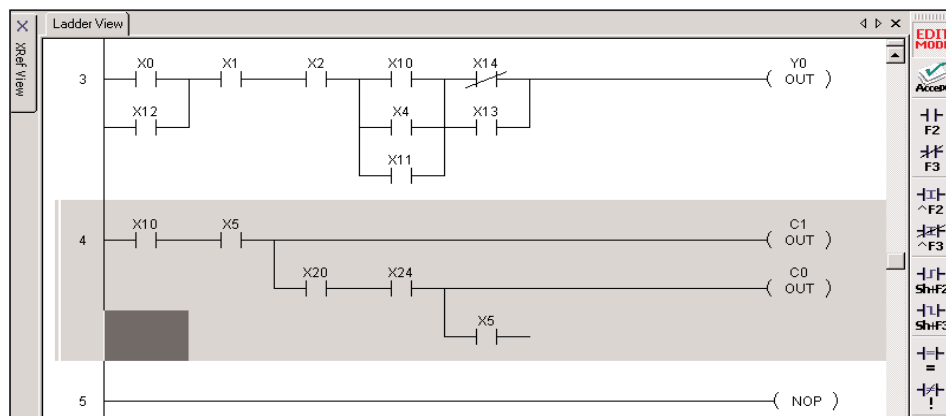 Ladder View
XRef View
3 X0 X1 X2 X10 X14 Y0
OUT
X12 X4 X13
X11
4 X10 X5 C1
OUT
X20 X24 C0
OUT
X5
5 NOP
EDIT
MODE
Accept
F2
F3
^F2
^F3
Sh+F2
Sh+F3
=
!